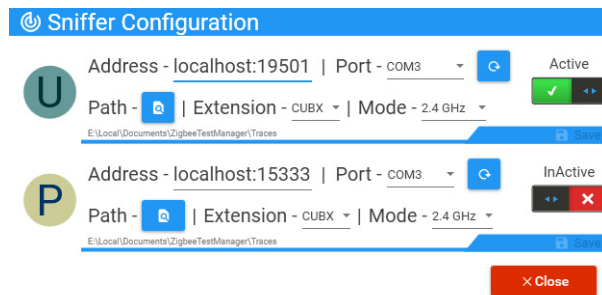 Sniffer Configuration
U
Address - localhost:19501 | Port - COM3
Active
Path - | Extension - CUBX | Mode - 2.4 GHz
E:\Local\Documents\ZigbeeTestManager\Traces
Save
P
Address - localhost:15333 | Port - COM3
InActive
Path - | Extension - CUBX | Mode - 2.4 GHz
E:\Local\Documents\ZigbeeTestManager\Traces
Save
× Close